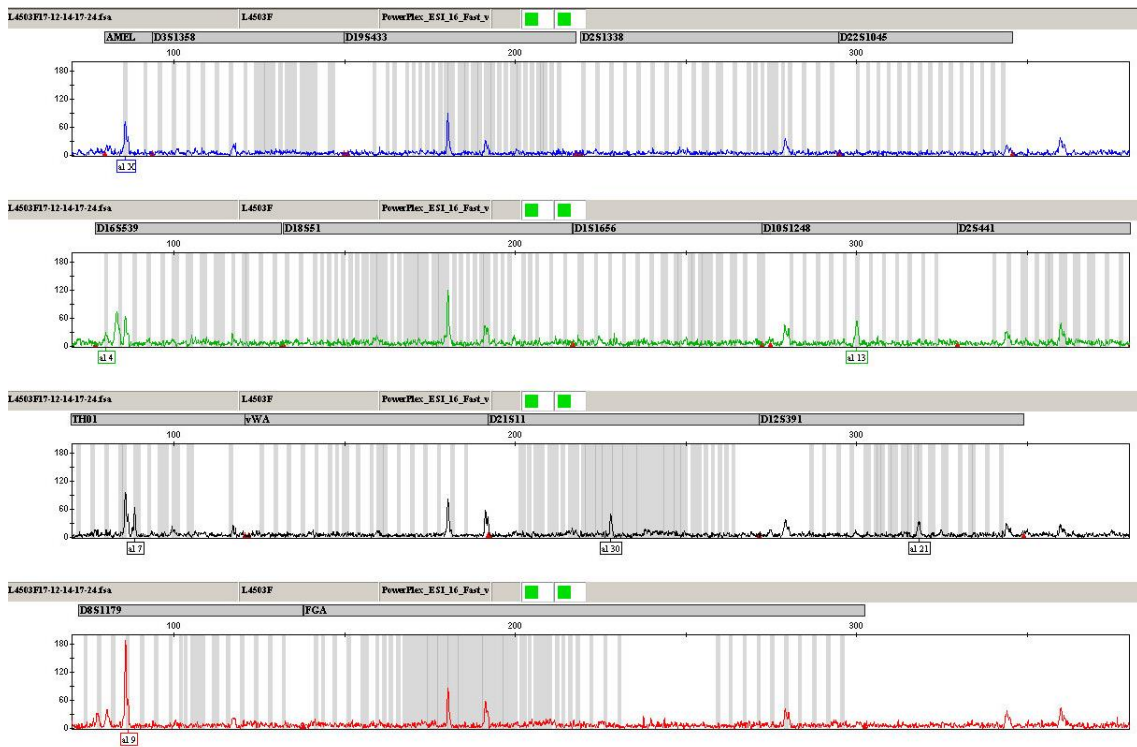 L4503F17-12-14-17-24.fsa L4503F PowerPlex_ESI_16_Fast_v
AMEL D3S1358 D19S433 D2S1338 D22S1045
100 200 300
180
120
60
0
al X
L4503F17-12-14-17-24.fsa L4503F PowerPlex_ESI_16_Fast_v
D16S539 D18S51 D1S1656 D10S1248 D2S441
100 200 300
180
120
60
0
al 4 al 13
L4503F17-12-14-17-24.fsa L4503F PowerPlex_ESI_16_Fast_v
TH01 vWA D21S11 D12S391
100 200 300
180
120
60
0
al 7 al 30 al 21
L4503F17-12-14-17-24.fsa L4503F PowerPlex_ESI_16_Fast_v
D8S1179 FGA
100 200 300
180
120
60
0
al 9